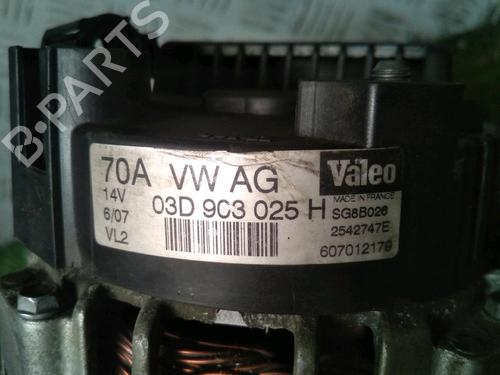 B-PARTS
70A VW AG
14V
03D 903 025 H
6/07
VL2
Valeo
MADE IN FRANCE
SG8B026
2542747E
607012179